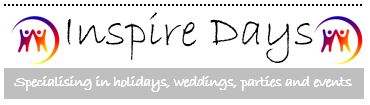 Inspire Days
Specialising in holidays, weddings, parties and events